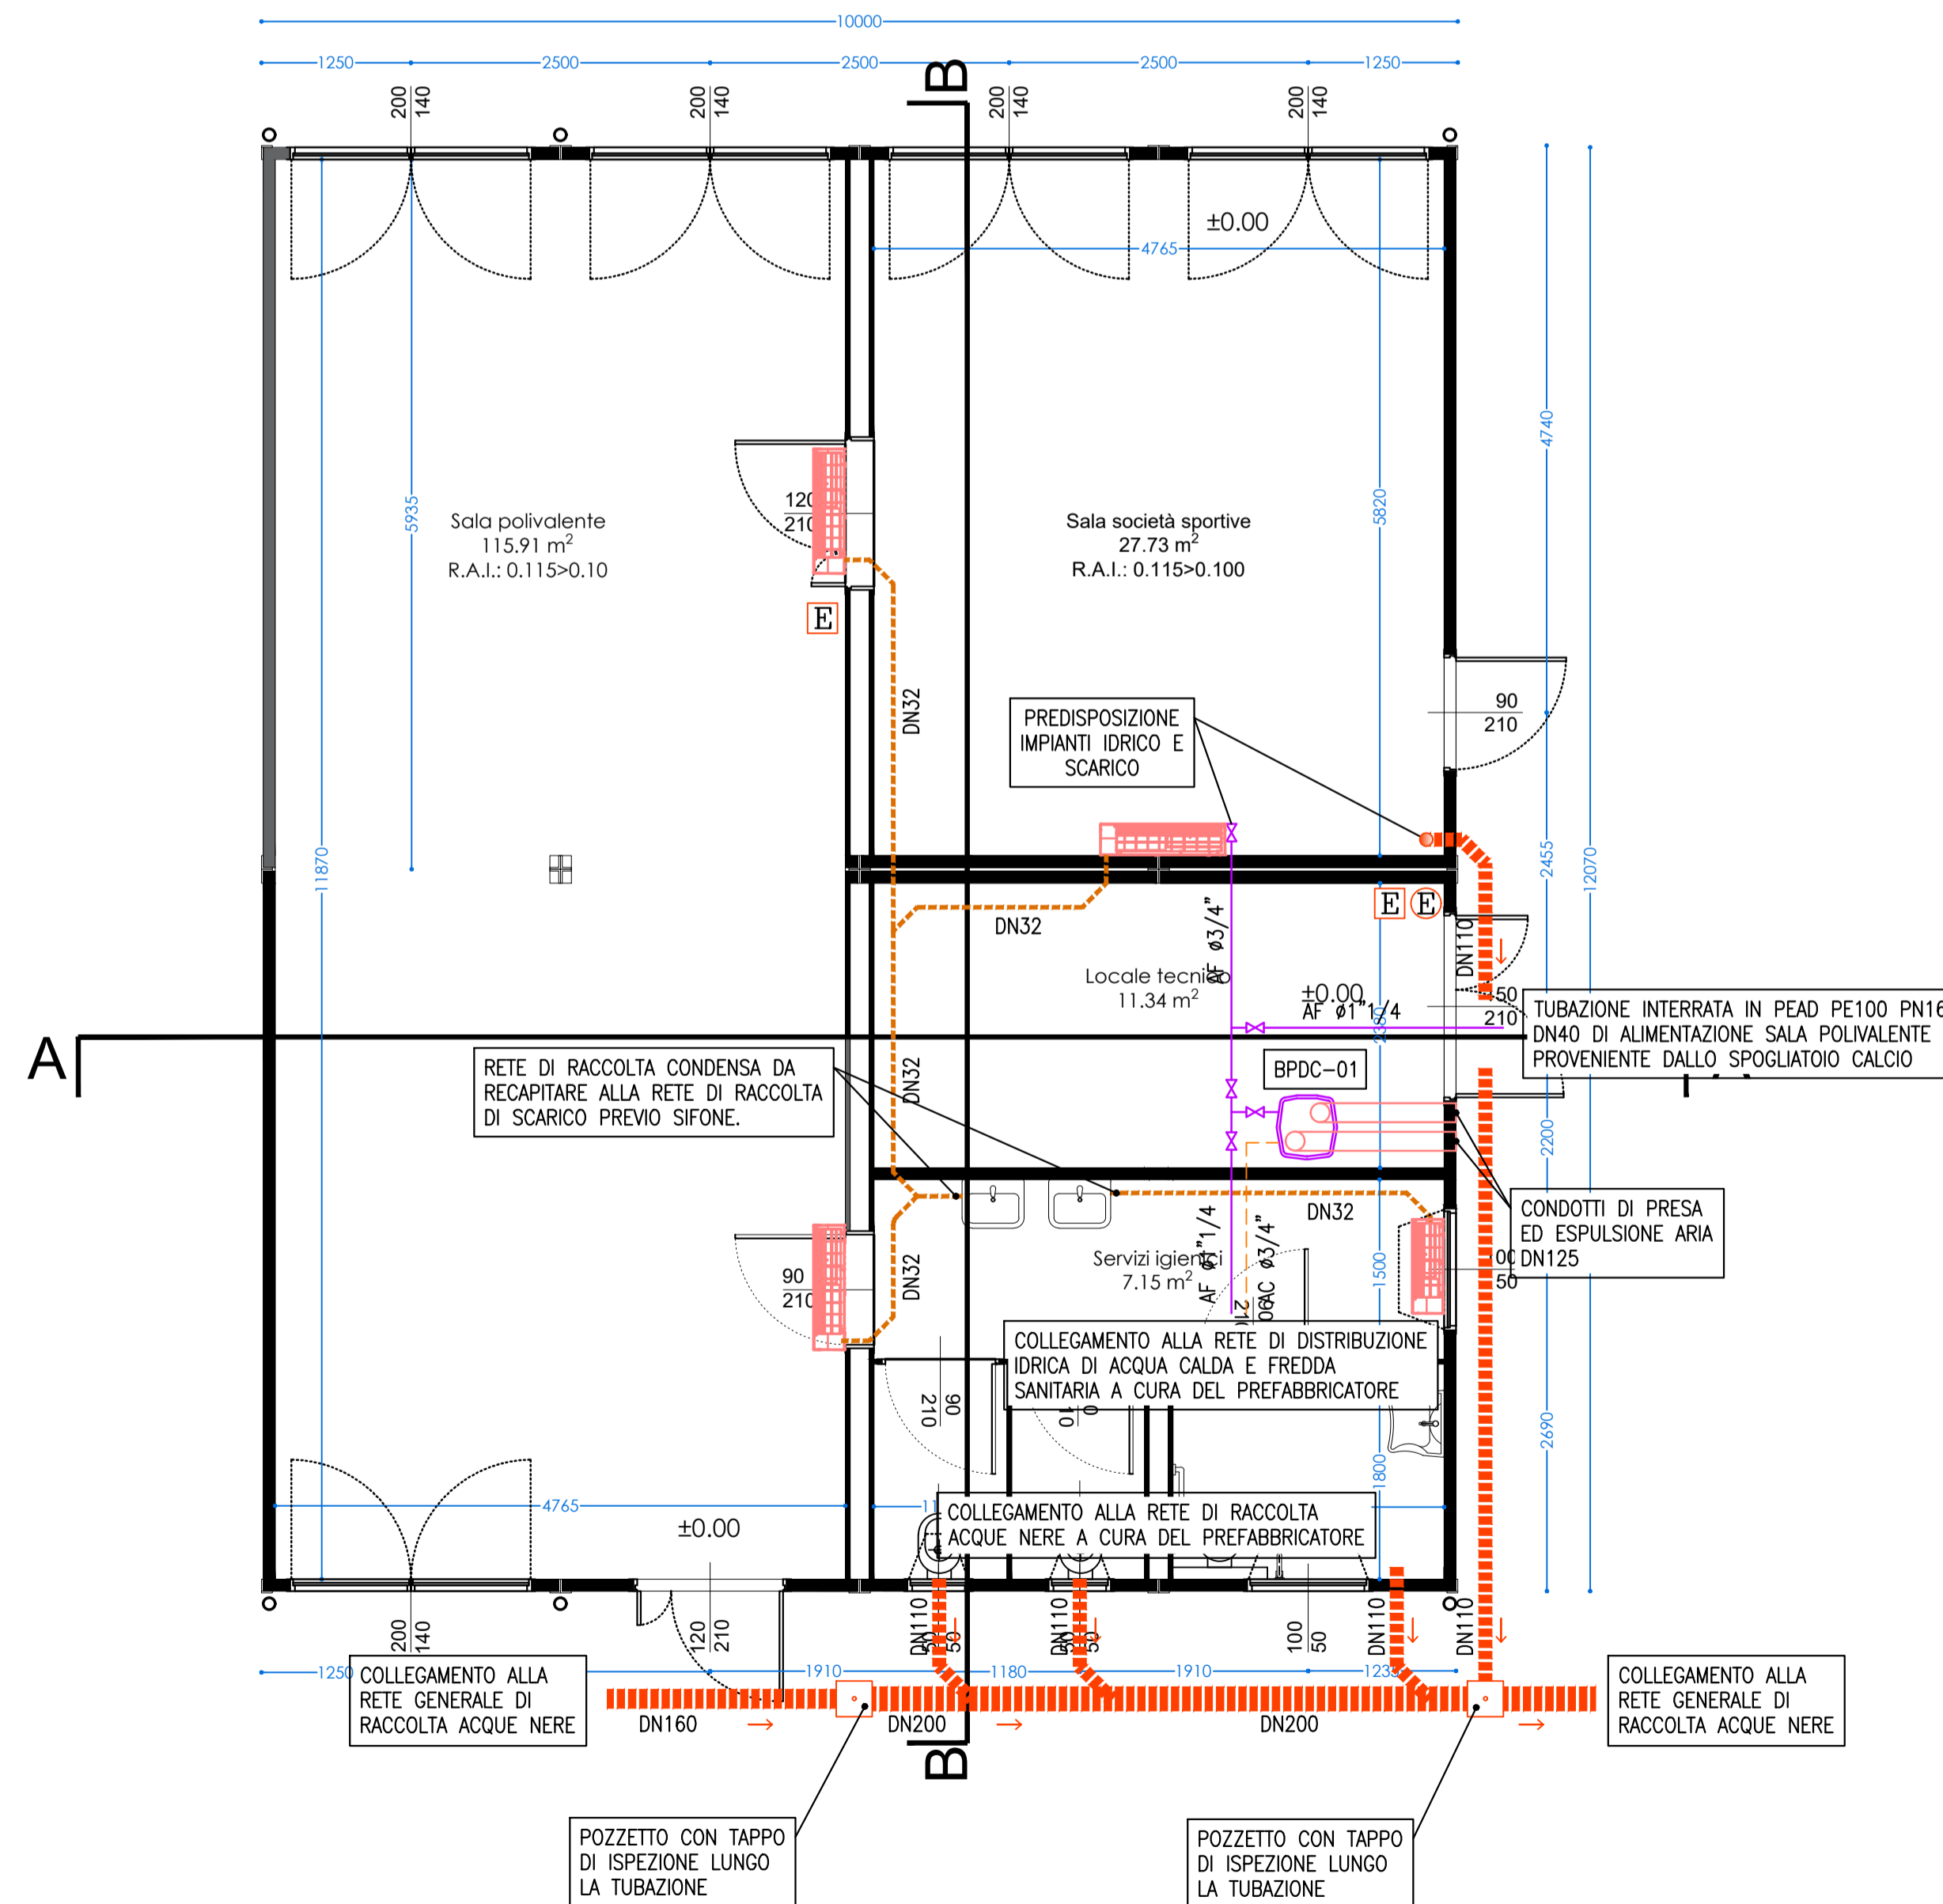 10000
1250
2500
2500
2500
1250
B
200
140
200
140
200
140
200
140
±0.00
4765
4740
Sala polivalente
115.91 m²
R.A.I.: 0.115>0.10
5935
5820
Sala società sportive
27.73 m²
R.A.I.: 0.115>0.100
210
E
DN32
PREDISPOSIZIONE
IMPIANTI IDRICO E
SCARICO
90
210
11870
2455
12070
DN32
AF ø3/4"
E
E
DN110
Locale tecnico
11.34 m²
±0.00
AF ø1"1/4
210
TUBAZIONE INTERRATA IN PEAD PE100 PN16
DN40 DI ALIMENTAZIONE SALA POLIVALENTE
PROVENIENTE DALLO SPOGLIATOIO CALCIO
A
RETE DI RACCOLTA CONDENSA DA
RECAPITARE ALLA RETE DI RACCOLTA
DI SCARICO PREVIO SIFONE.
DN32
BPDC-01
2200
CONDOTTI DI PRESA
ED ESPULSIONE ARIA
DN125
DN32
Servizi igienici
7.15 m²
AF ø1"1/4
AC ø3/4"
1500
50
90
210
DN32
COLLEGAMENTO ALLA RETE DI DISTRIBUZIONE
IDRICA DI ACQUA CALDA E FREDDA
SANITARIA A CURA DEL PREFABBRICATORE
90
210
2690
1800
4765
±0.00
COLLEGAMENTO ALLA RETE DI RACCOLTA
ACQUE NERE A CURA DEL PREFABBRICATORE
200
140
120
210
DN110
50
DN110
50
100
50
DN110
DN110
1250
1910
1180
1910
COLLEGAMENTO ALLA
RETE GENERALE DI
RACCOLTA ACQUE NERE
DN160
DN200
DN200
COLLEGAMENTO ALLA
RETE GENERALE DI
RACCOLTA ACQUE NERE
B
POZZETTO CON TAPPO
DI ISPEZIONE LUNGO
LA TUBAZIONE
POZZETTO CON TAPPO
DI ISPEZIONE LUNGO
LA TUBAZIONE